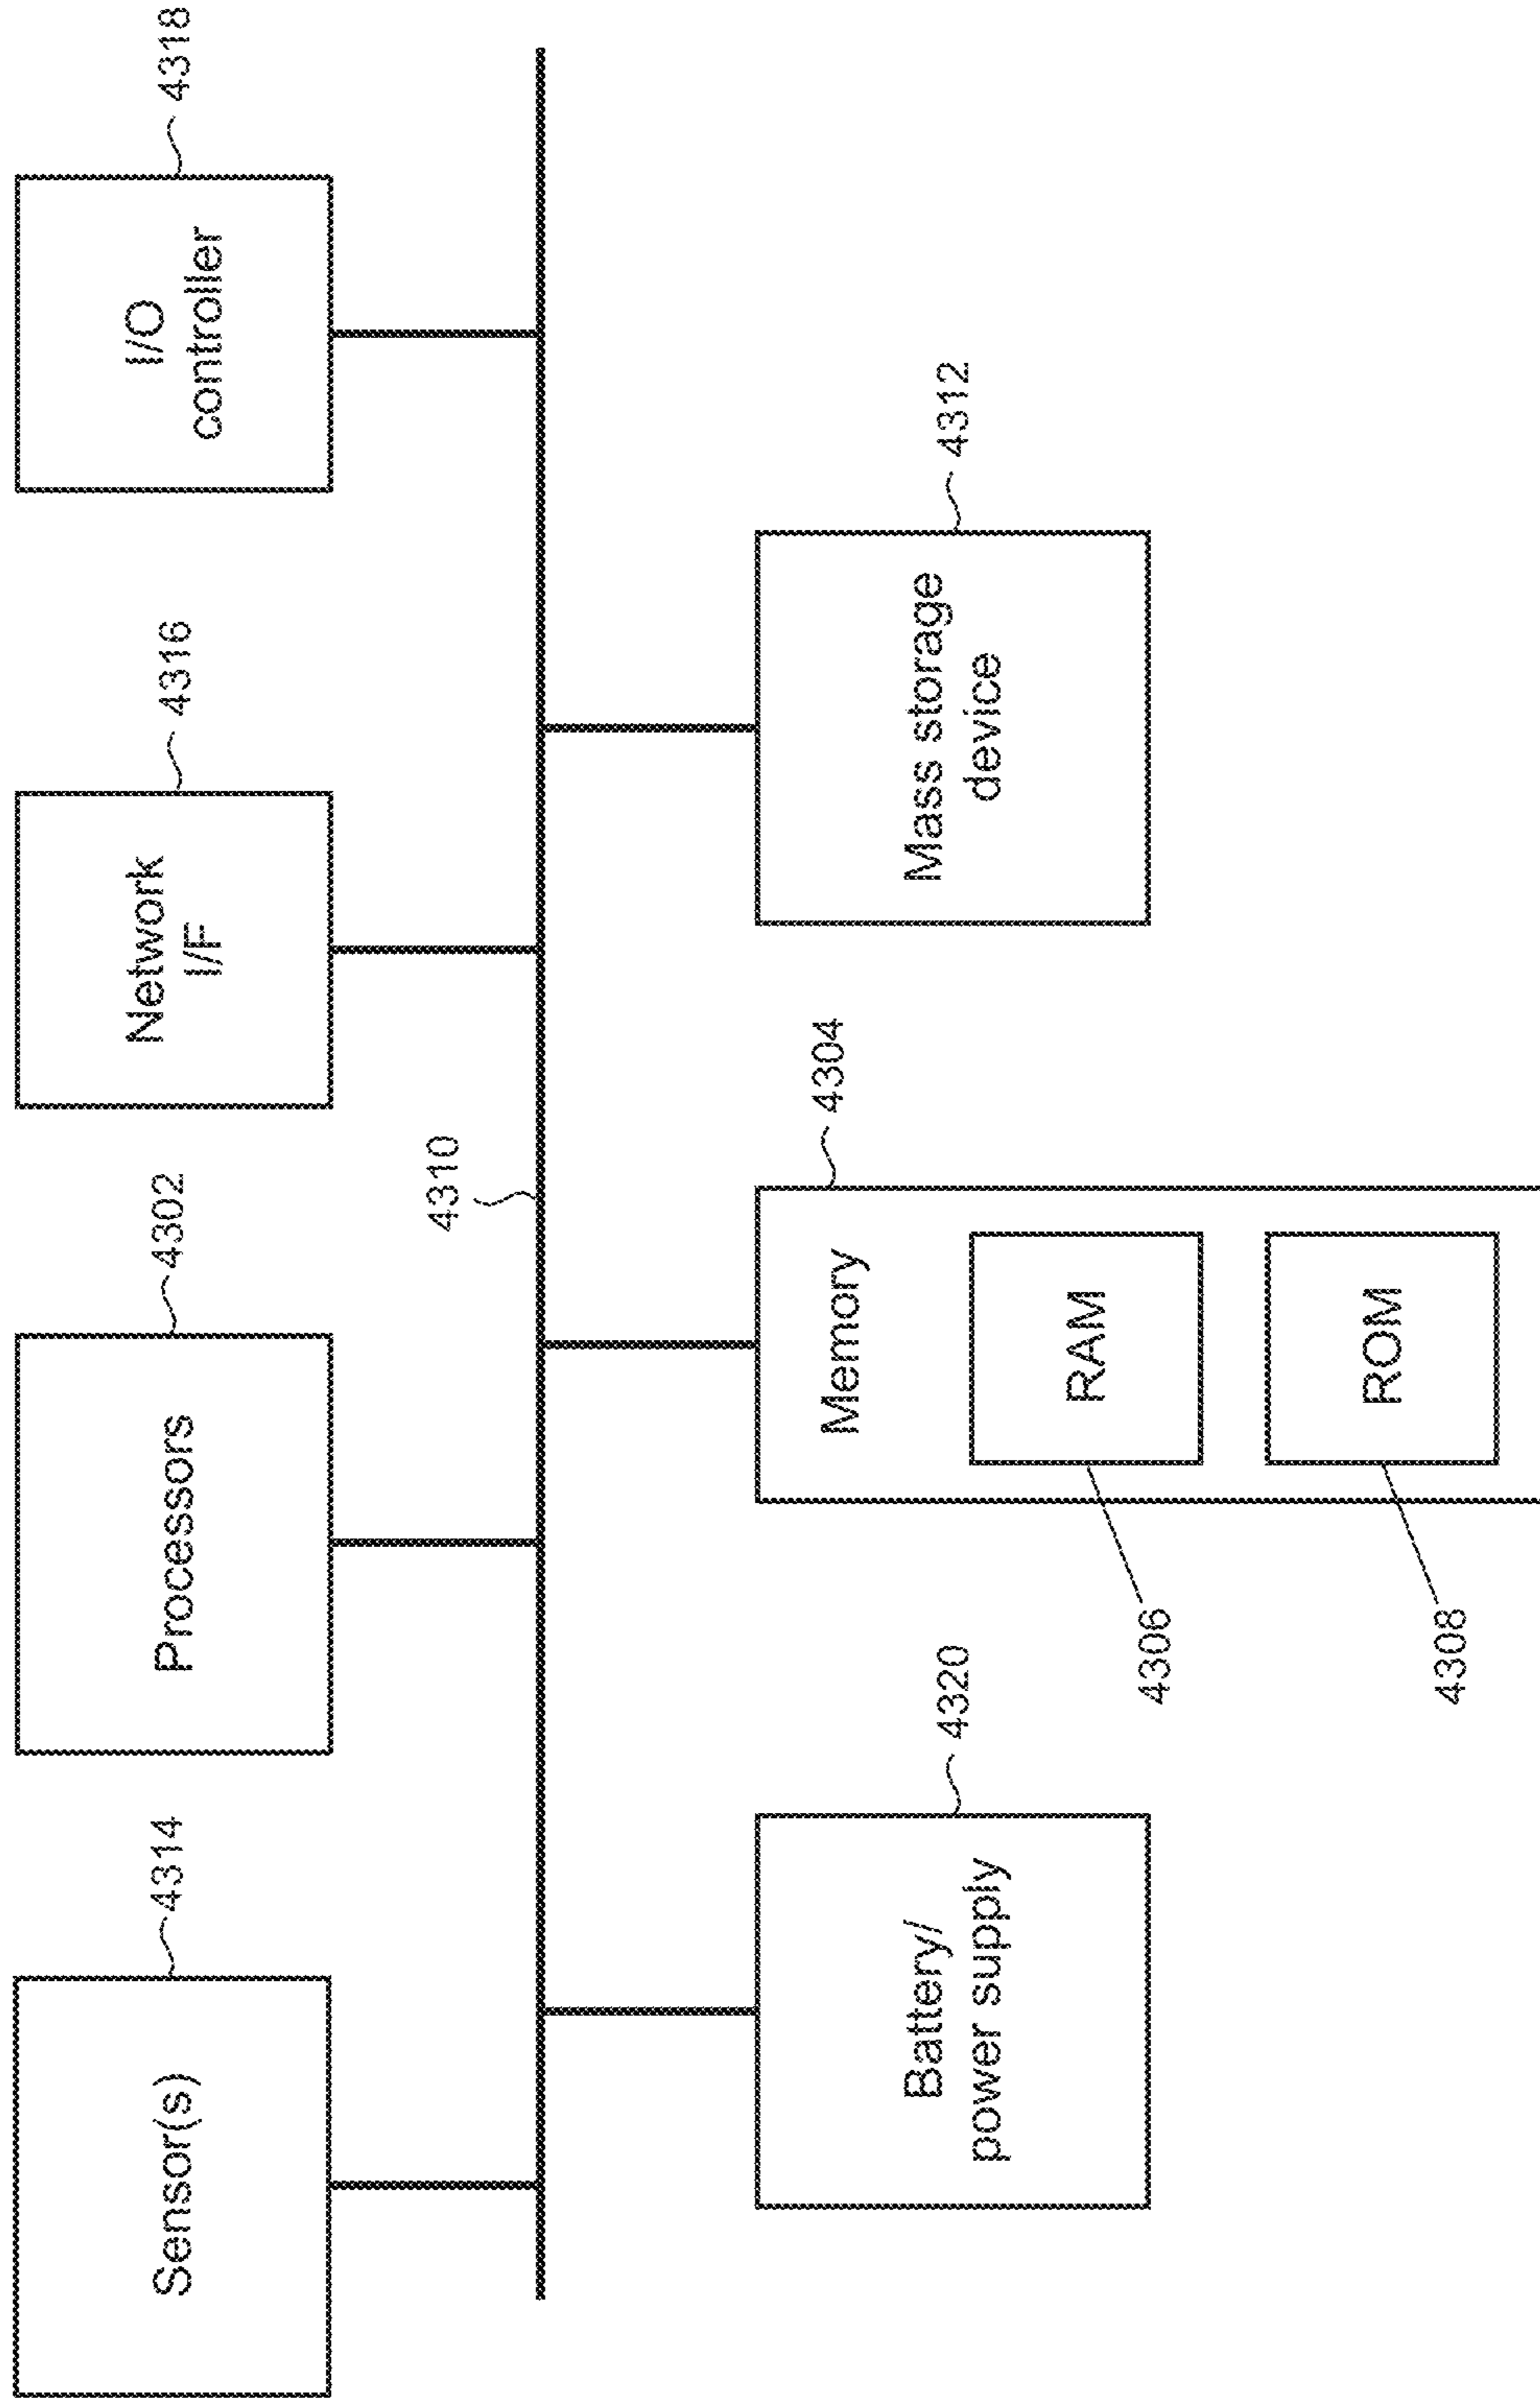 Sensor(s)
4314
Processors
4302
Network
I/F
4316
I/O
controller
4318
4310
Battery/
power supply
4320
Memory
4304
RAM
4306
ROM
4308
Mass storage
device
4312